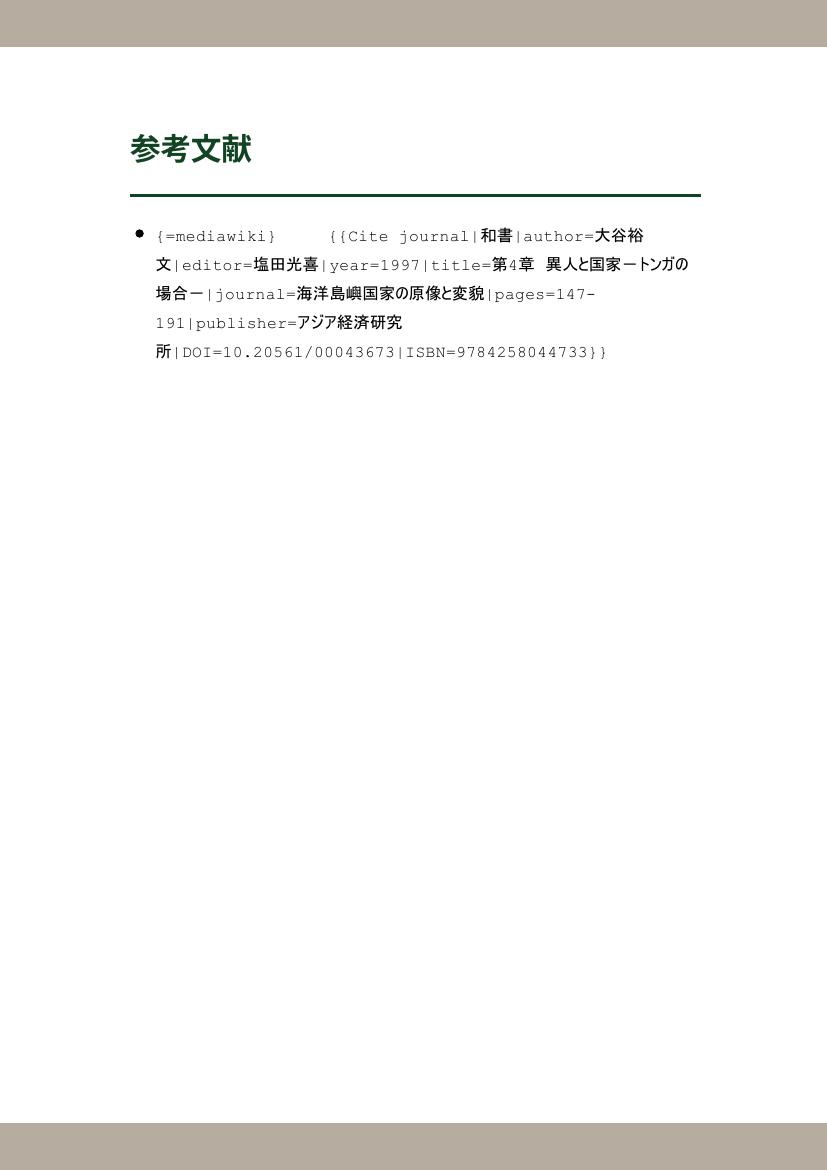 参考文献
{=mediawiki} {{Cite journal|和書|author=大谷裕
文|editor=塩田光喜|year=1997|title=第4章　異人と国家－トンガの
場合－|journal=海洋島嶼国家の原像と変貌|pages=147-
191|publisher=アジア経済研究
所|DOI=10.20561/00043673|ISBN=9784258044733}}